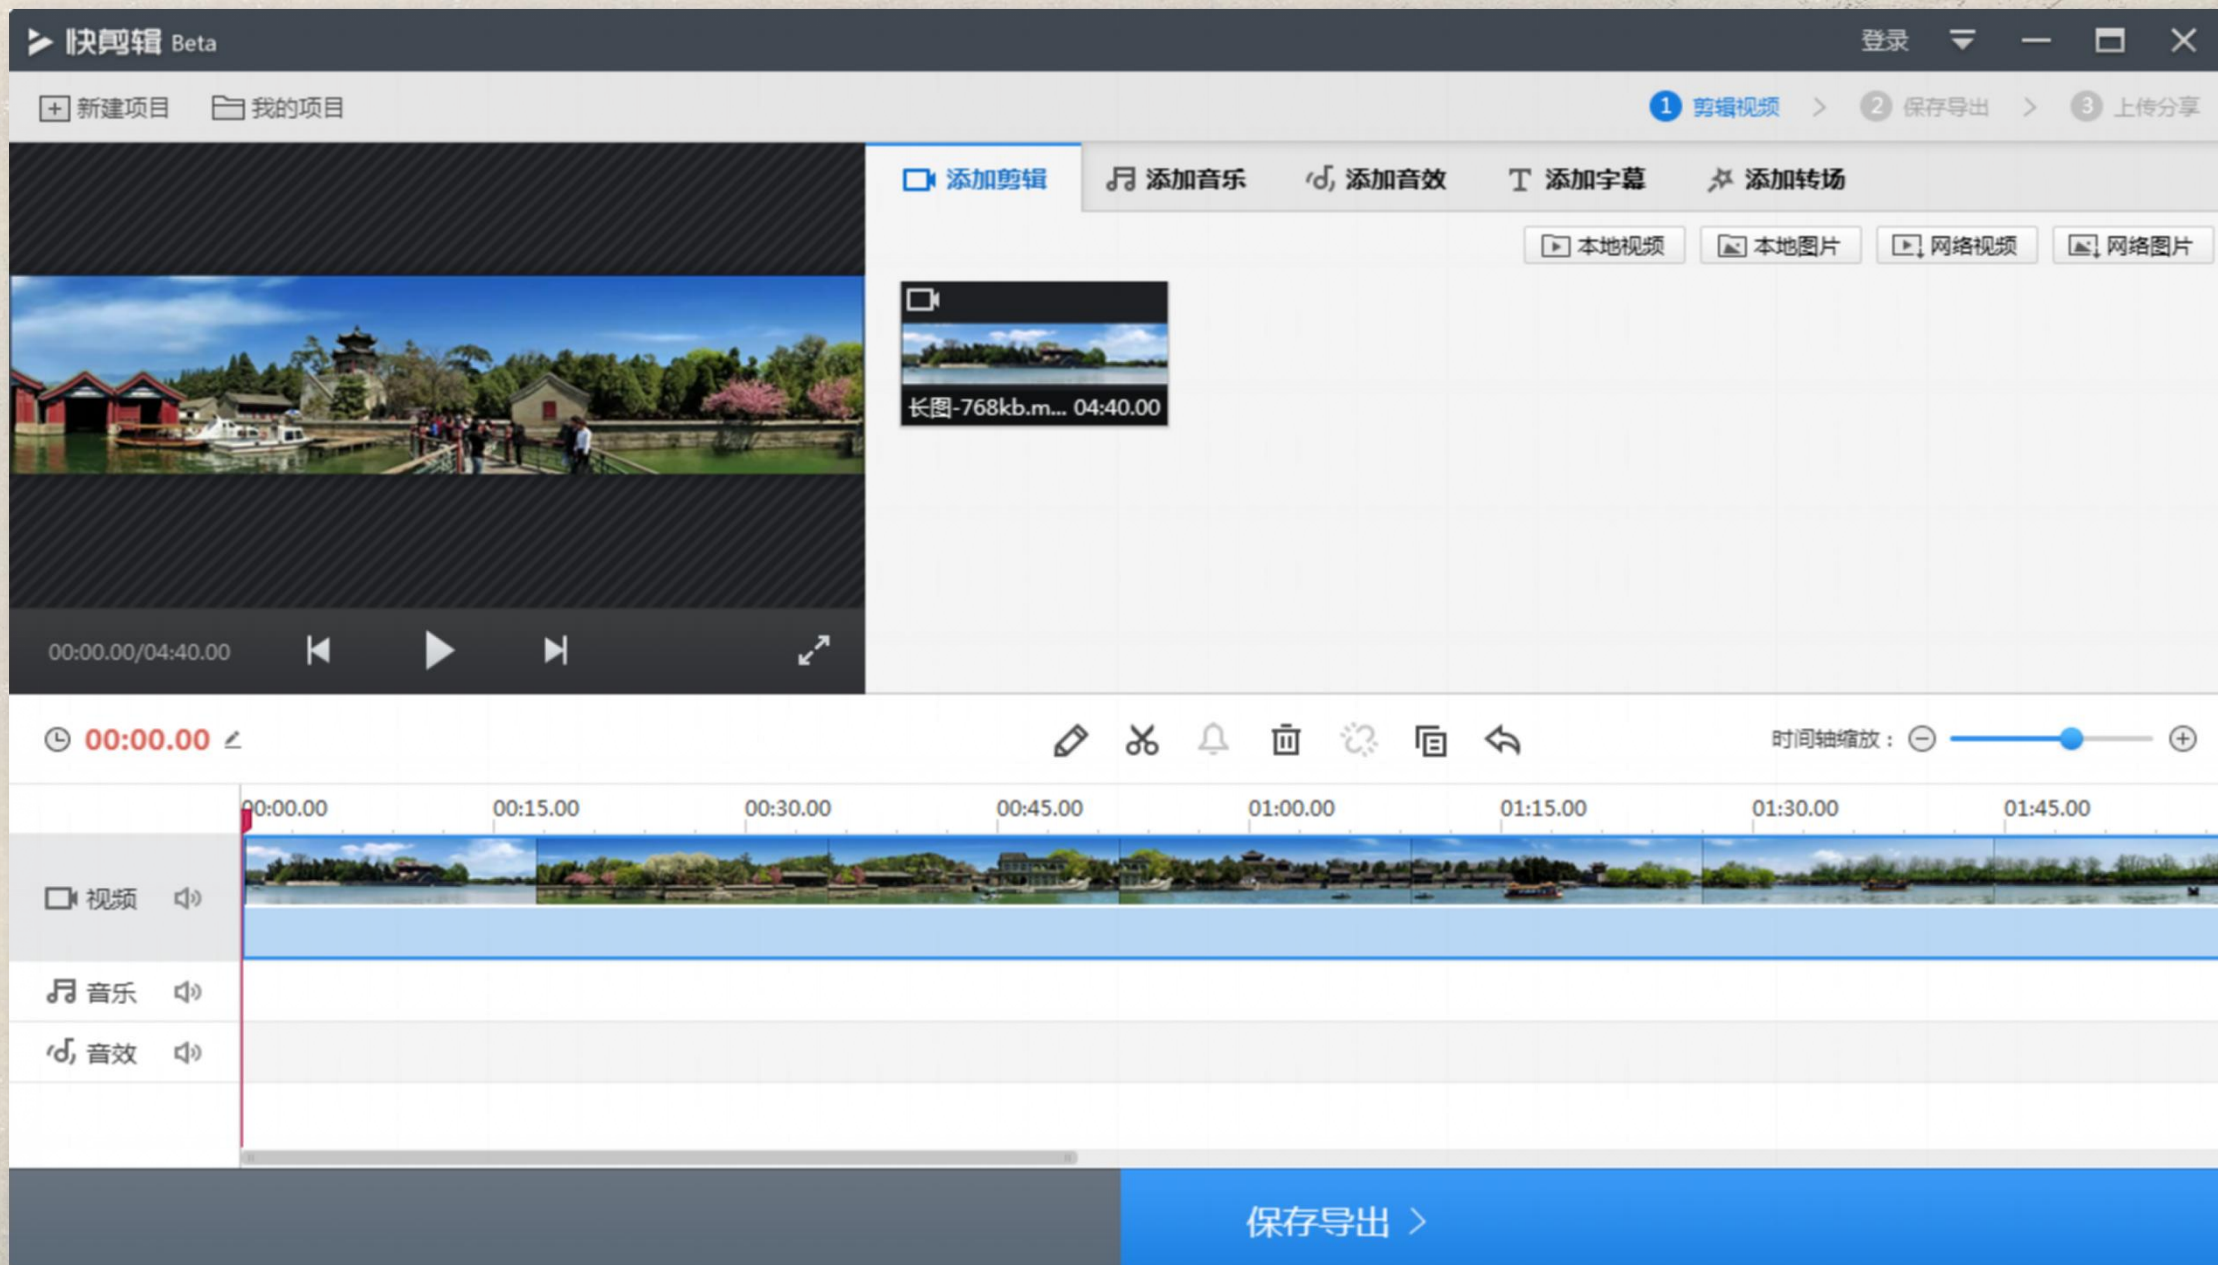 快剪辑 Beta
登录
新建项目 我的项目
1 剪辑视频 > 2 保存导出 > 3 上传分享
添加剪辑 添加音乐 添加音效 T 添加字幕 添加转场
本地视频 本地图片 网络视频 网络图片
长图-768kb.m... 04:40.00
00:00.00/04:40.00
00:00.00
时间轴缩放：
00:00.00 00:15.00 00:30.00 00:45.00 01:00.00 01:15.00 01:30.00 01:45.00
视频
音乐
音效
保存导出 >